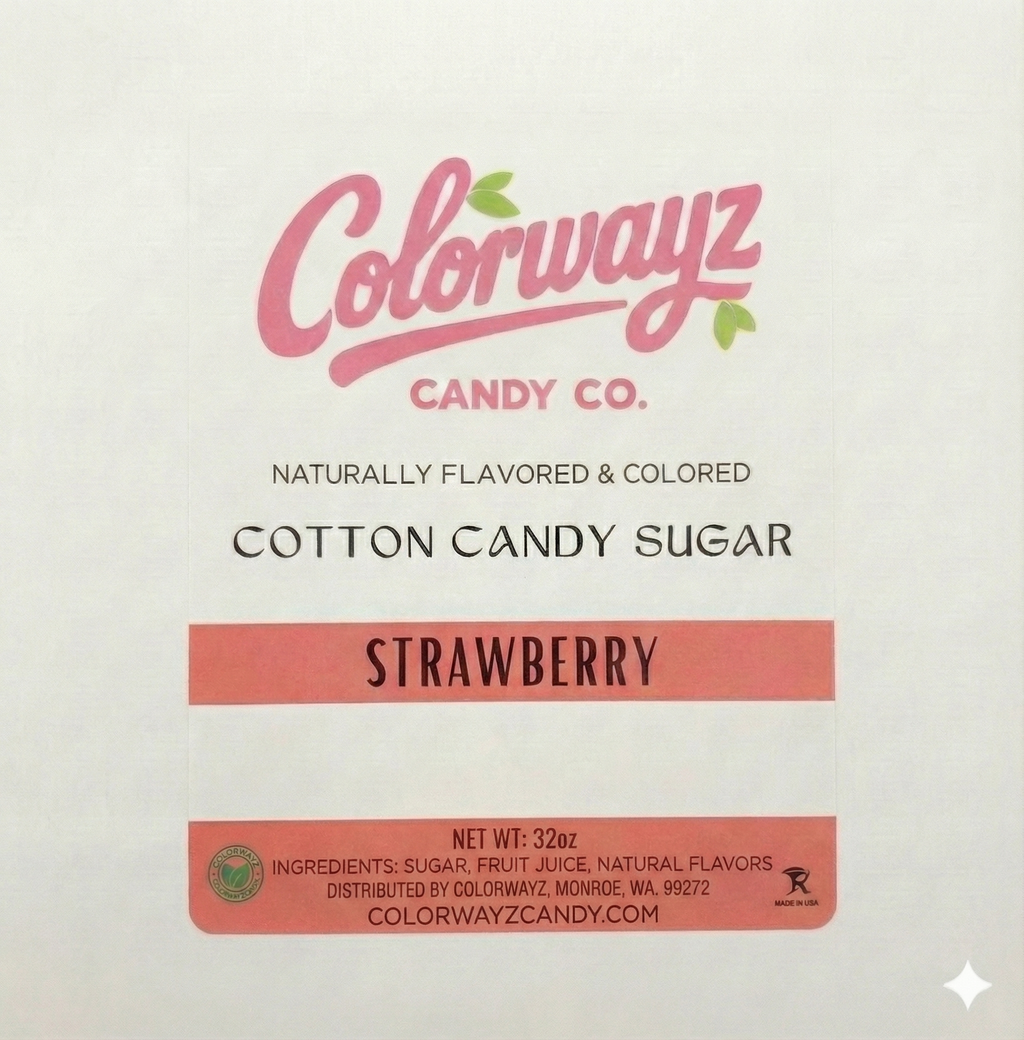 Colorwayz
CANDY CO.
NATURALLY FLAVORED & COLORED
COTTON CANDY SUGAR
STRAWBERRY
NET WT: 32oz
INGREDIENTS: SUGAR, FRUIT JUICE, NATURAL FLAVORS
DISTRIBUTED BY COLORWAYZ, MONROE, WA. 99272
COLORWAYZCANDY.COM
COLORWAYZ
MADE IN USA